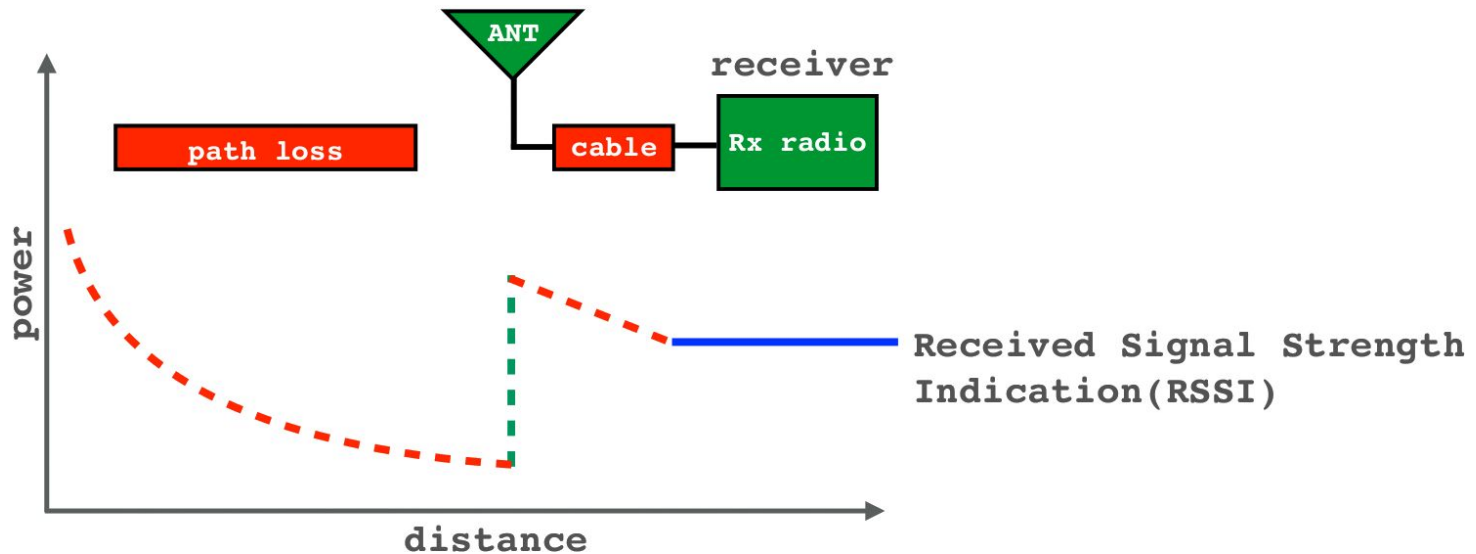 ANT
receiver
path loss
cable
Rx radio
power
Received Signal Strength
Indication(RSSI)
distance